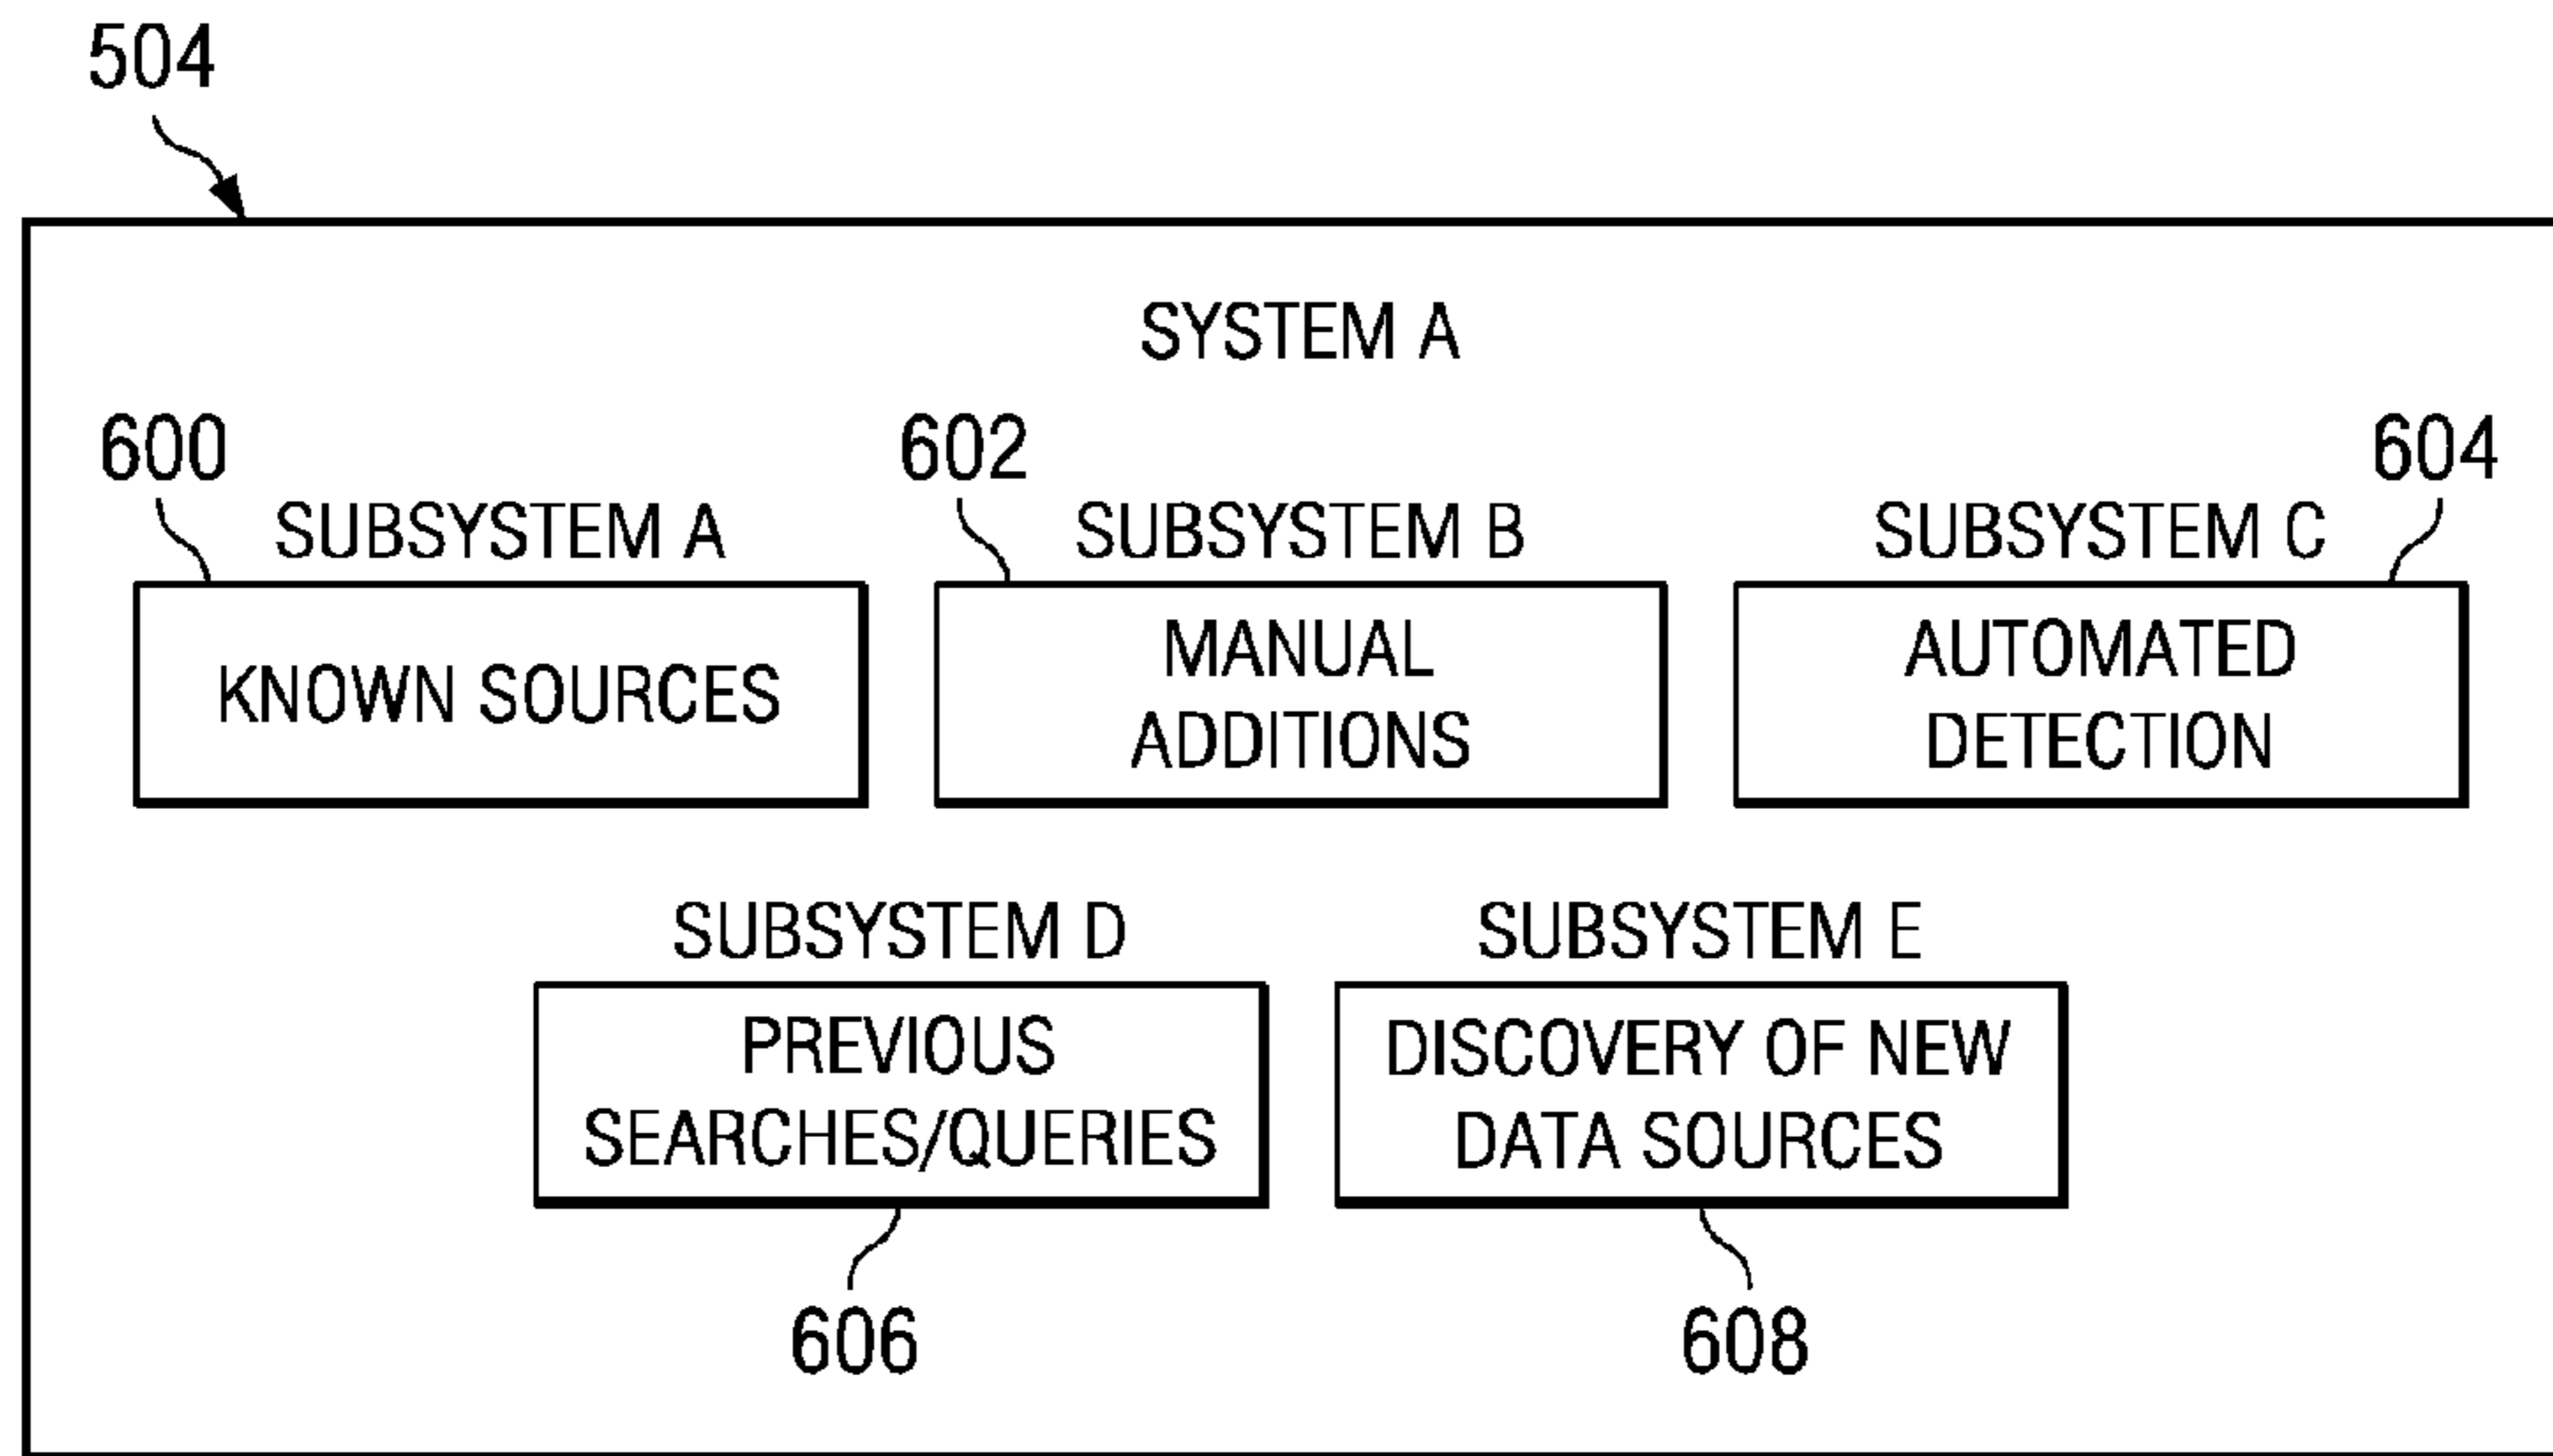 504
SYSTEM A
600
602
604
SUBSYSTEM A
SUBSYSTEM B
SUBSYSTEM C
KNOWN SOURCES
MANUAL
ADDITIONS
AUTOMATED
DETECTION
SUBSYSTEM D
SUBSYSTEM E
PREVIOUS
SEARCHES/QUERIES
DISCOVERY OF NEW
DATA SOURCES
606
608